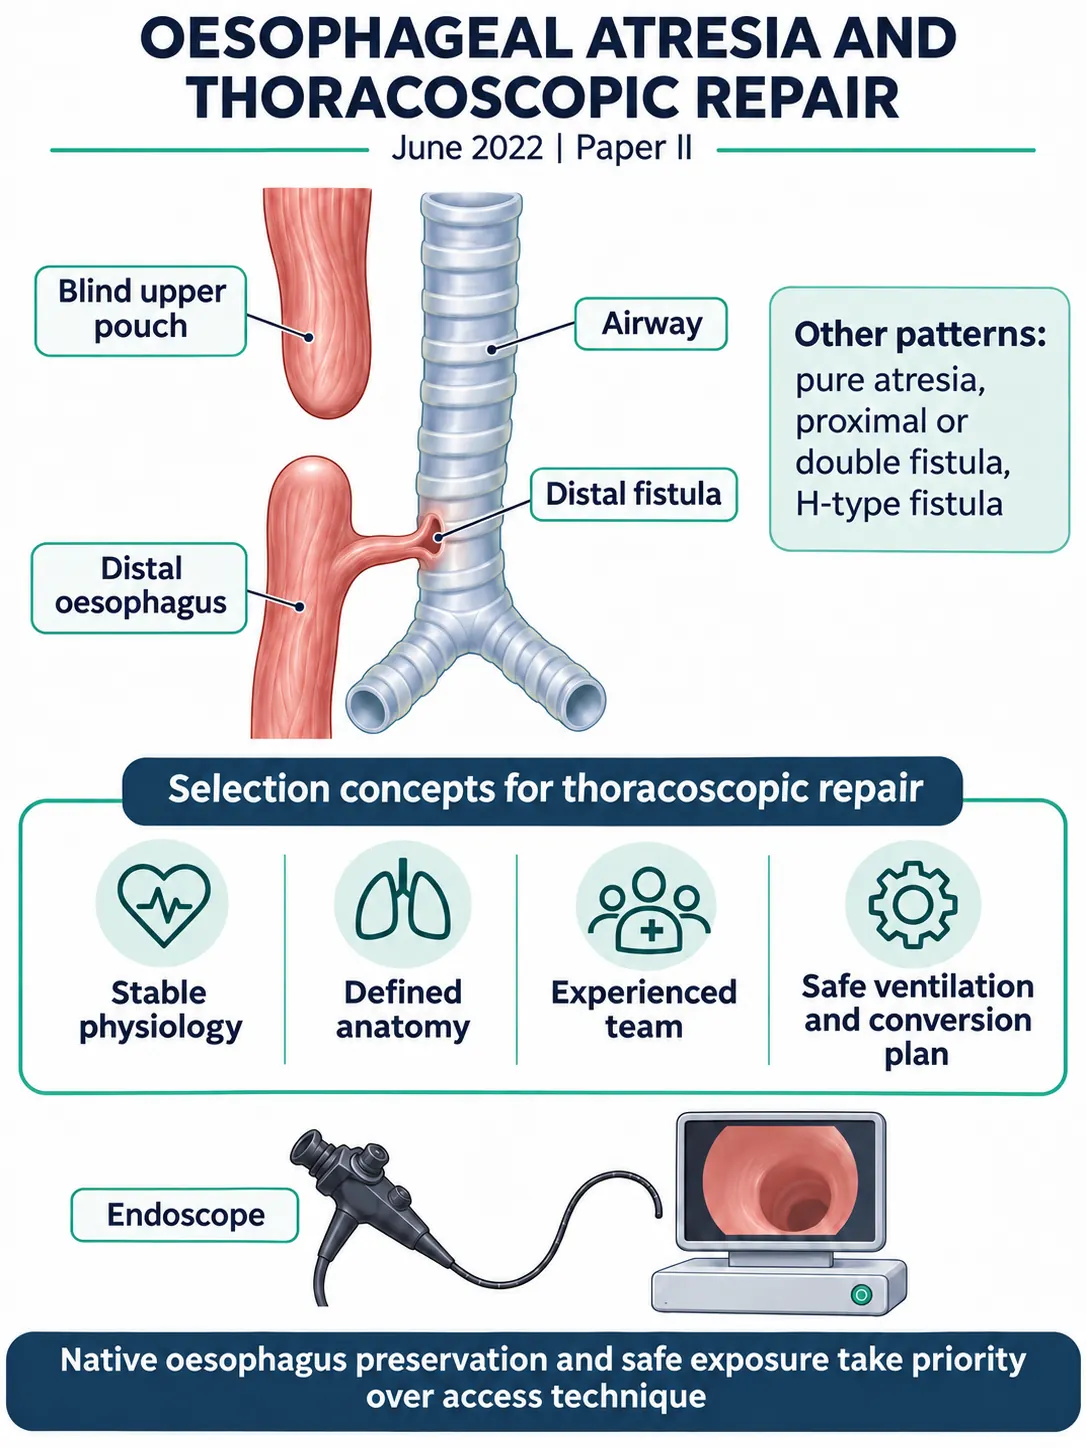 OESOPHAGEAL ATRESIA AND
THORACOSCOPIC REPAIR
June 2022 | Paper II
Blind upper
pouch
Airway
Other patterns:
pure atresia,
proximal or
double fistula,
H-type fistula
Distal fistula
Distal
oesophagus
Selection concepts for thoracoscopic repair
Stable
physiology
Defined
anatomy
Experienced
team
Safe ventilation
and conversion
plan
Endoscope
Native oesophagus preservation and safe exposure take priority
over access technique